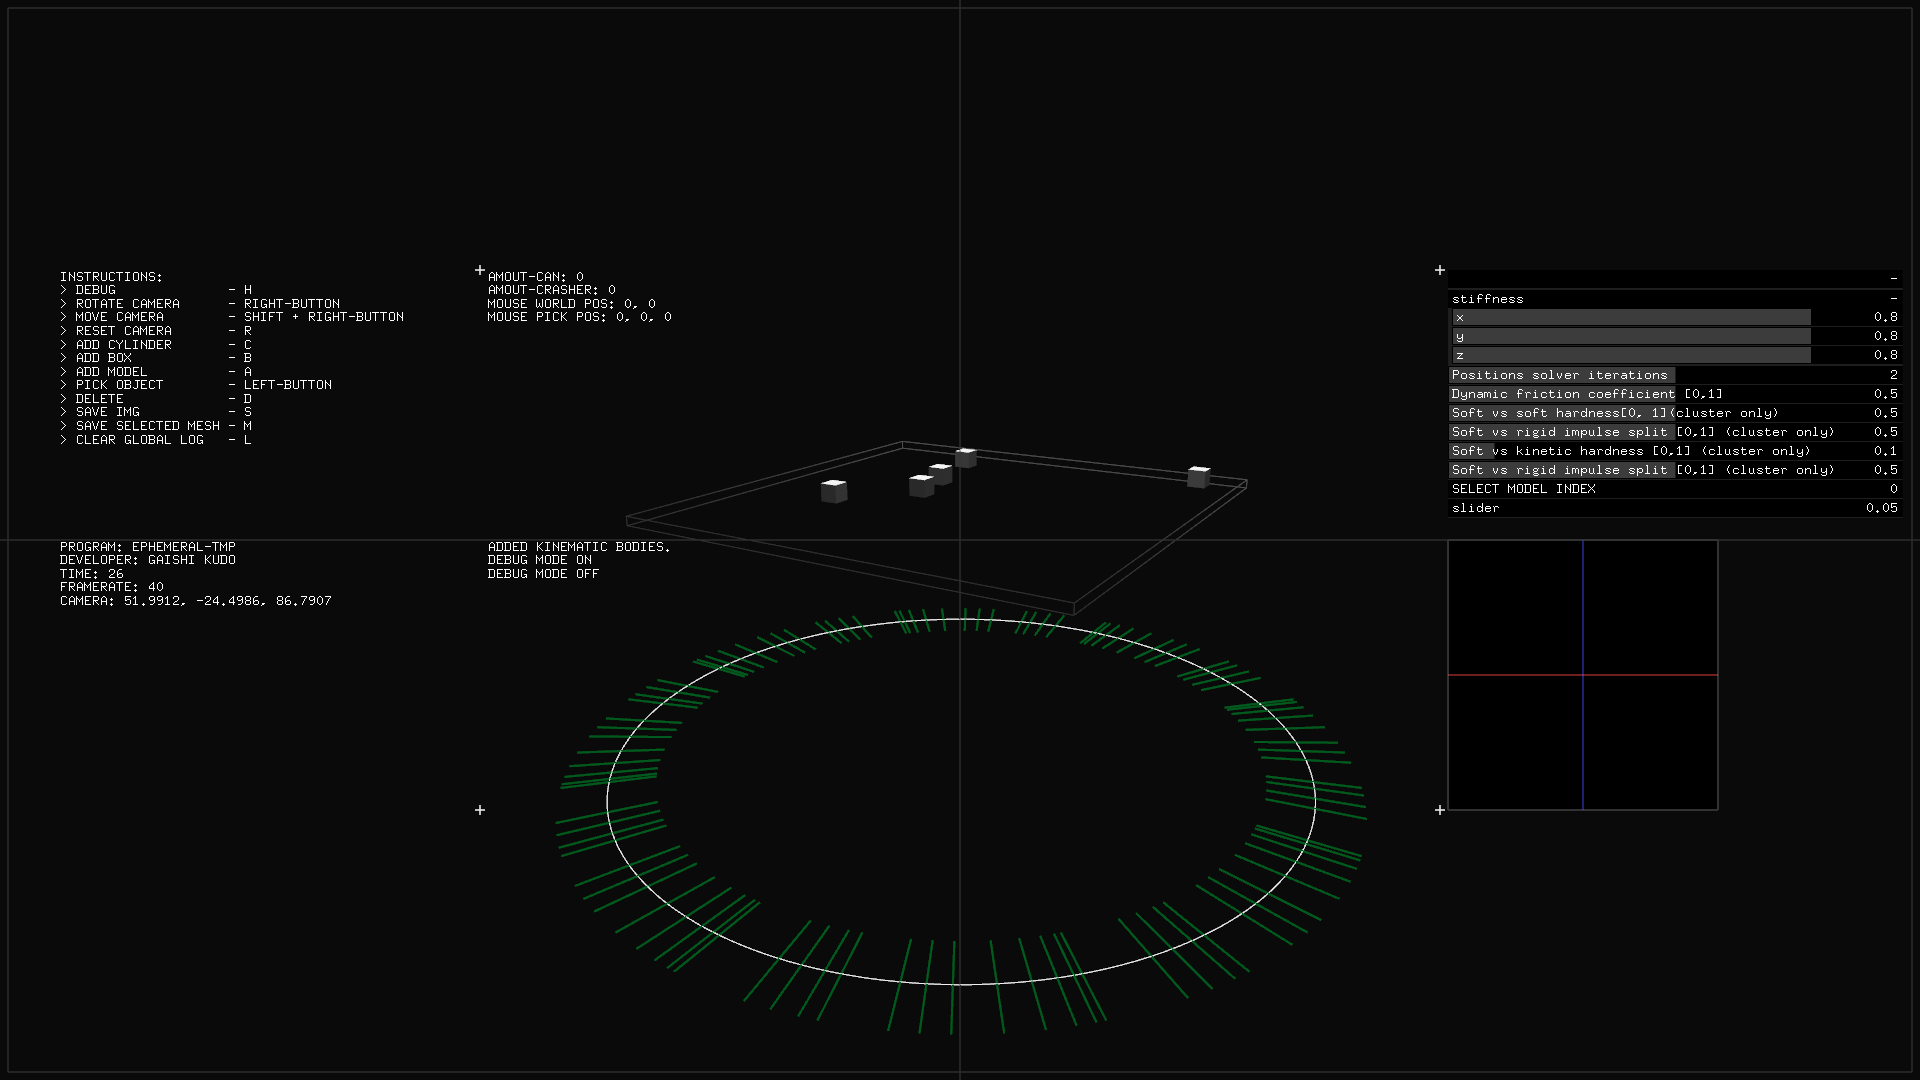 INSTRUCTIONS:
> DEBUG - H
> ROTATE CAMERA - RIGHT-BUTTON
> MOVE CAMERA - SHIFT + RIGHT-BUTTON
> RESET CAMERA - R
> ADD CYLINDER - C
> ADD BOX - B
> ADD MODEL - A
> PICK OBJECT - LEFT-BUTTON
> DELETE - D
> SAVE IMG - S
> SAVE SELECTED MESH - M
> CLEAR GLOBAL LOG - L
AMOUT-CAN: 0
AMOUT-CRASHER: 0
MOUSE WORLD POS: 0, 0
MOUSE PICK POS: 0, 0, 0
-
stiffness -
x 0.8
y 0.8
z 0.8
Positions solver iterations 2
Dynamic friction coefficient [0,1] 0.5
Soft vs soft hardness[0, 1](cluster only) 0.5
Soft vs rigid impulse split [0,1] (cluster only) 0.5
Soft vs kinetic hardness [0,1] (cluster only) 0.1
Soft vs rigid impulse split [0,1] (cluster only) 0.5
SELECT MODEL INDEX 0
slider 0.05
PROGRAM: EPHEMERAL-TMP
DEVELOPER: GAISHI KUDO
TIME: 26
FRAMERATE: 40
CAMERA: 51.9912, -24.4986, 86.7907
ADDED KINEMATIC BODIES.
DEBUG MODE ON
DEBUG MODE OFF